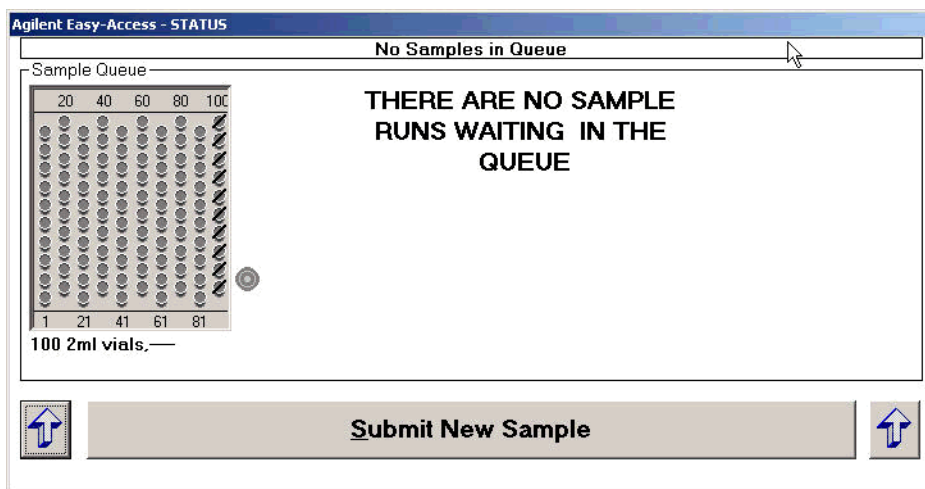 Agilent Easy-Access - STATUS
No Samples in Queue
Sample Queue
20 40 60 80 100
THERE ARE NO SAMPLE
RUNS WAITING IN THE
QUEUE
1 21 41 61 81
100 2ml vials,——
Submit New Sample